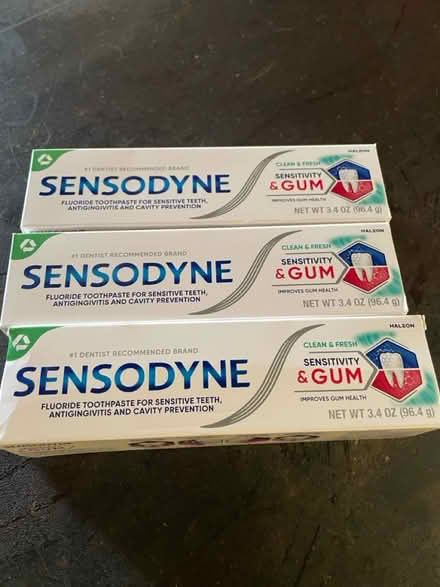 HALEON
#1 DENTIST RECOMMENDED BRAND
SENSODYNE
FLUORIDE TOOTHPASTE FOR SENSITIVE TEETH,
ANTIGINGIVITIS AND CAVITY PREVENTION
CLEAN & FRESH
SENSITIVITY
& GUM
IMPROVES GUM HEALTH
NET WT 3.4 OZ (96.4 g)
HALEON
#1 DENTIST RECOMMENDED BRAND
SENSODYNE
FLUORIDE TOOTHPASTE FOR SENSITIVE TEETH,
ANTIGINGIVITIS AND CAVITY PREVENTION
CLEAN & FRESH
SENSITIVITY
& GUM
IMPROVES GUM HEALTH
NET WT 3.4 OZ (96.4 g)
HALEON
#1 DENTIST RECOMMENDED BRAND
SENSODYNE
FLUORIDE TOOTHPASTE FOR SENSITIVE TEETH,
ANTIGINGIVITIS AND CAVITY PREVENTION
CLEAN & FRESH
SENSITIVITY
& GUM
IMPROVES GUM HEALTH
NET WT 3.4 OZ (96.4 g)